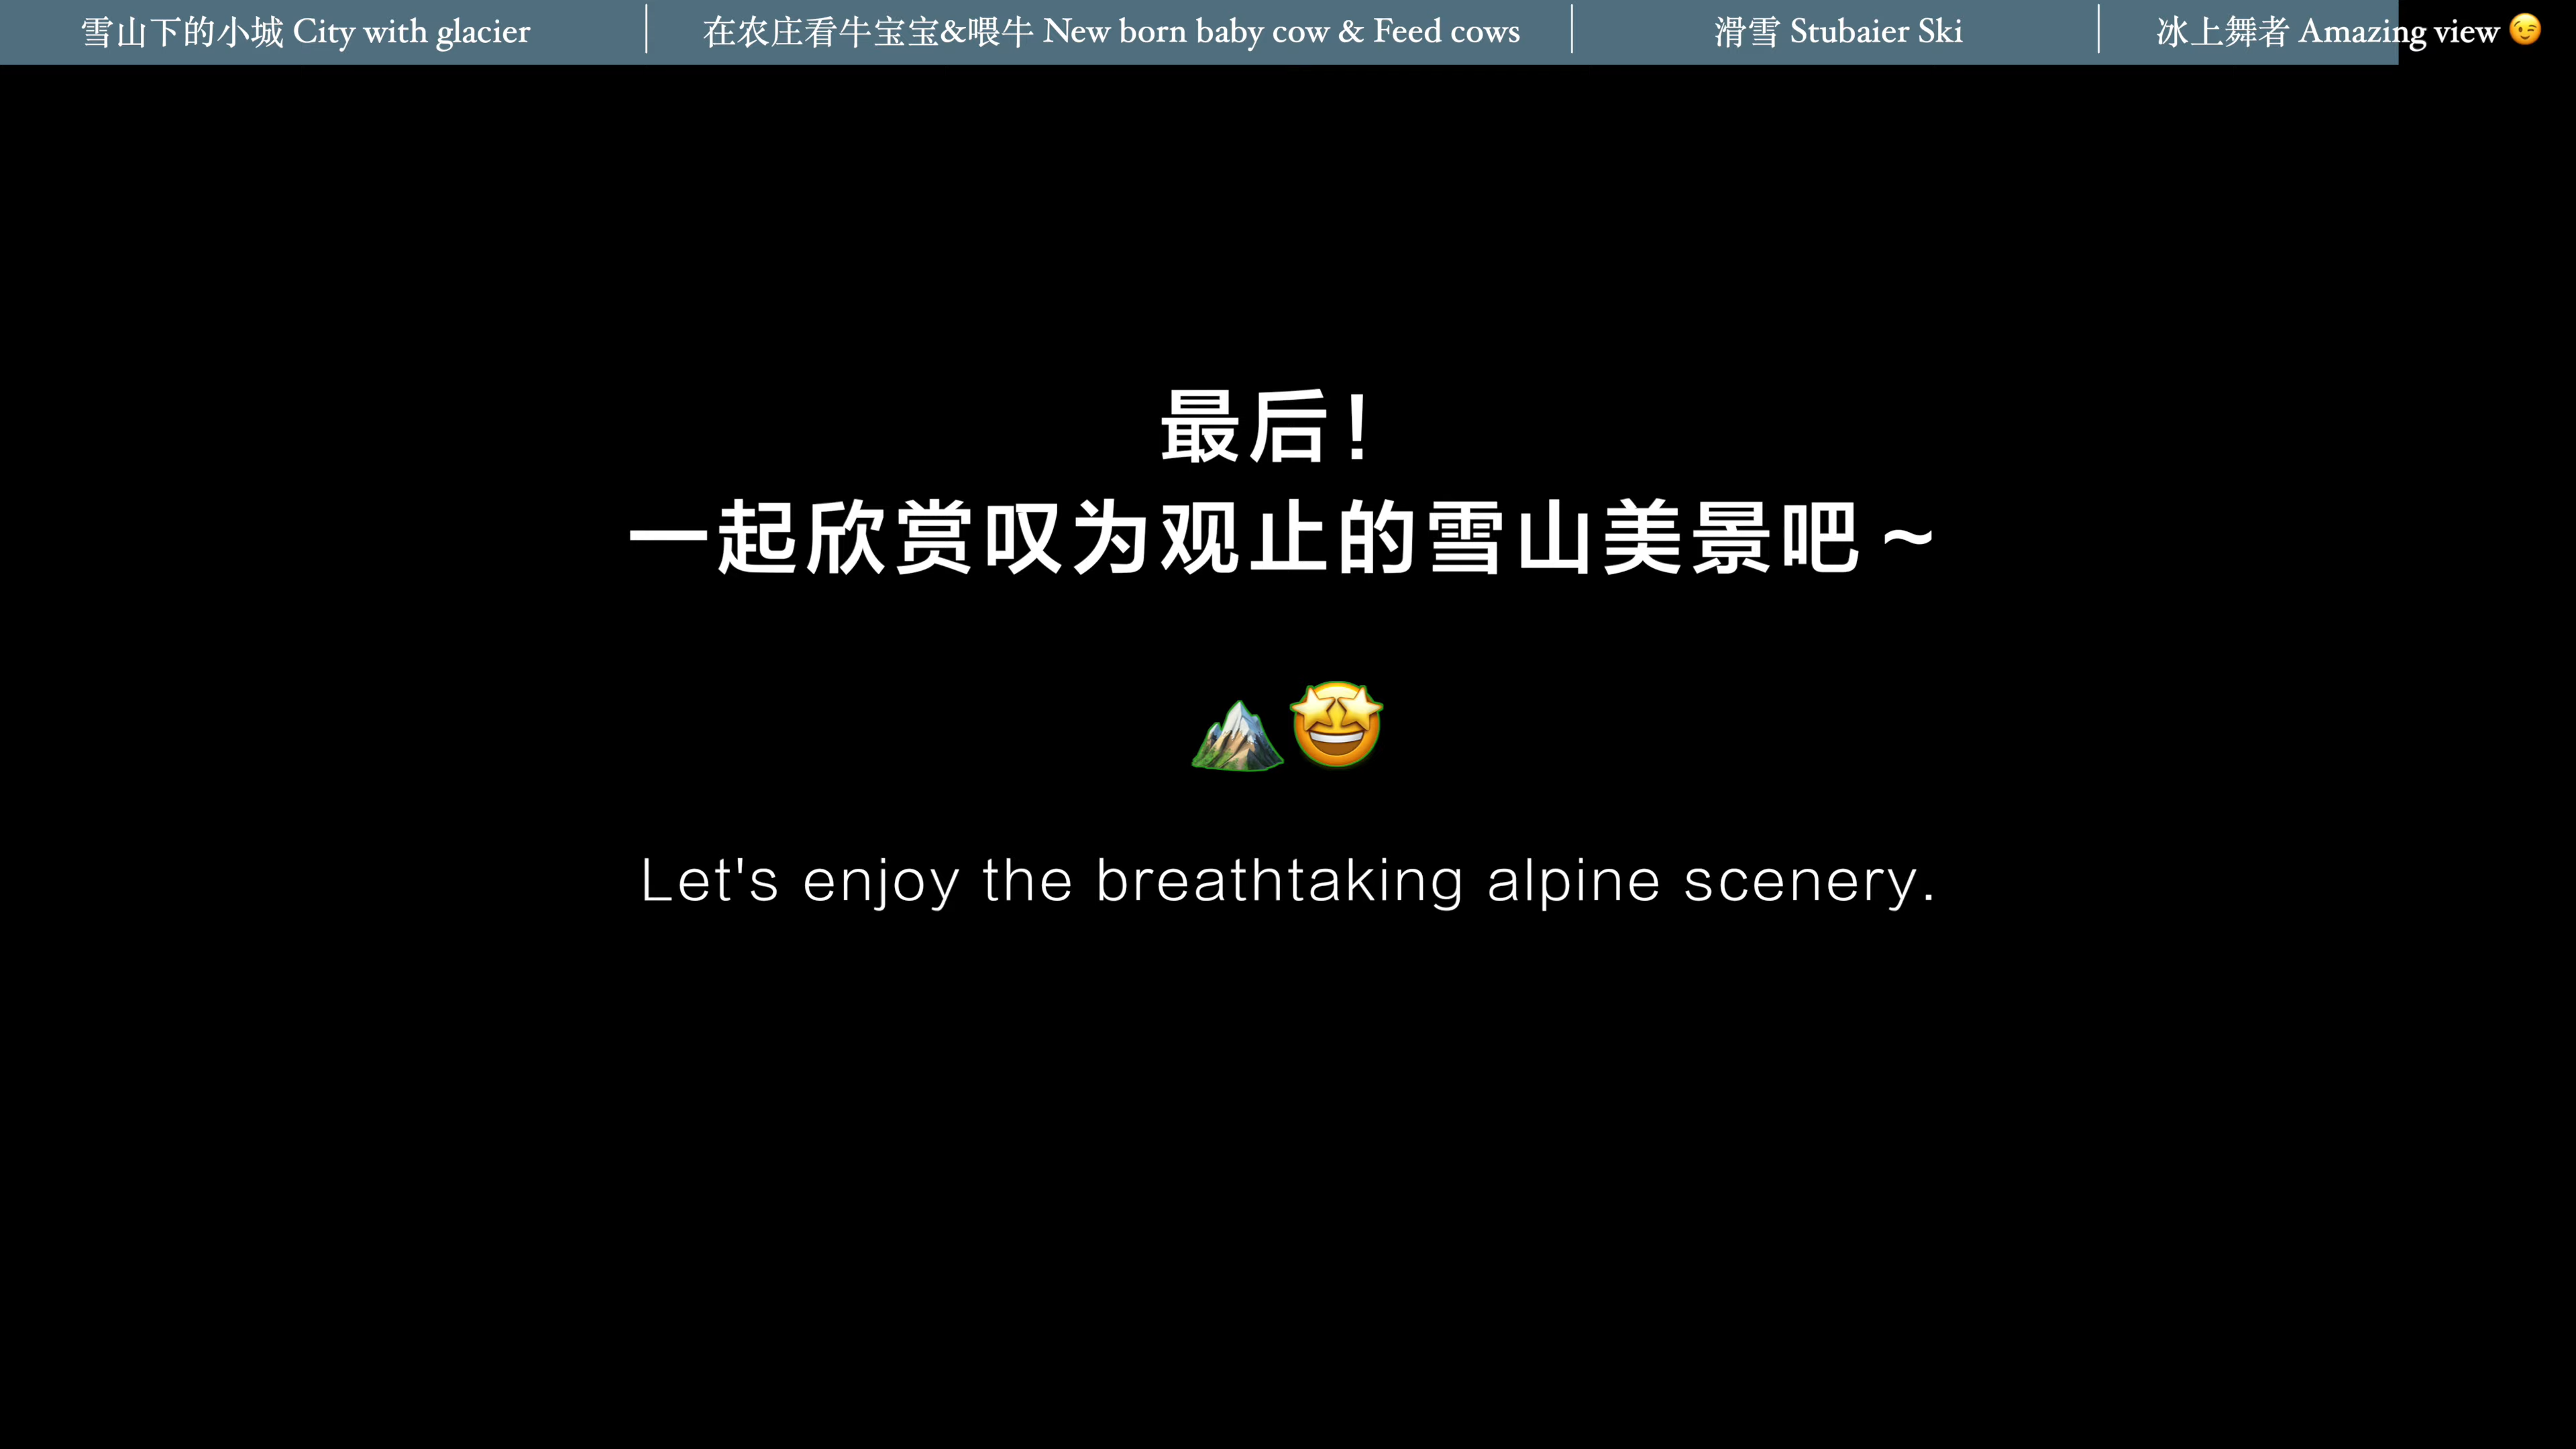 雪山下的小城 City with glacier
在农庄看牛宝宝&喂牛 New born baby cow & Feed cows
滑雪 Stubaier Ski
冰上舞者 Amazing view 😉
最后！
一起欣赏叹为观止的雪山美景吧～
⛰️🤩
Let's enjoy the breathtaking alpine scenery.